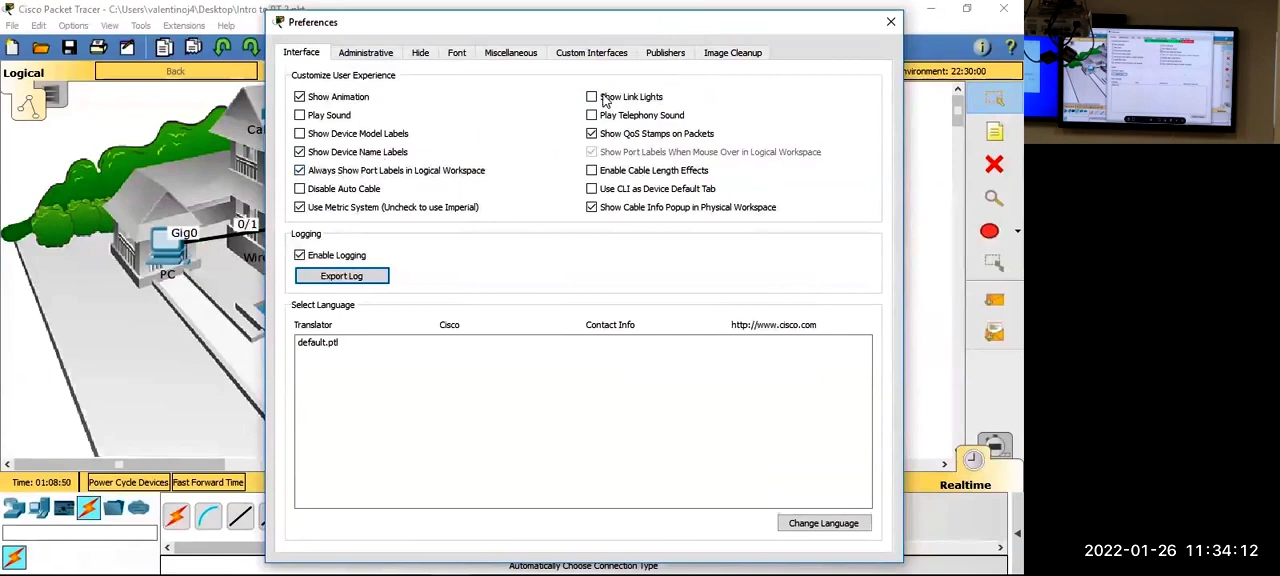 Cisco Packet Tracer - C:\Users\valentinoj4\Desktop\Intro to PT 3.pkt
File Edit Options View Tools Extensions Help
Logical
Back
Environment: 22:30:00
Preferences
Interface Administrative Hide Font Miscellaneous Custom Interfaces Publishers Image Cleanup
Customize User Experience
Show Animation
Play Sound
Show Device Model Labels
Show Device Name Labels
Always Show Port Labels in Logical Workspace
Disable Auto Cable
Use Metric System (Uncheck to use Imperial)
Show Link Lights
Play Telephony Sound
Show QoS Stamps on Packets
Show Port Labels When Mouse Over in Logical Workspace
Enable Cable Length Effects
Use CLI as Device Default Tab
Show Cable Info Popup in Physical Workspace
Logging
Enable Logging
Export Log
Select Language
Translator Cisco Contact Info http://www.cisco.com
default.ptl
Change Language
Gig0
0/1
PC
Time: 01:08:50
Power Cycle Devices Fast Forward Time
Realtime
Automatically Choose Connection Type
2022-01-26 11:34:12